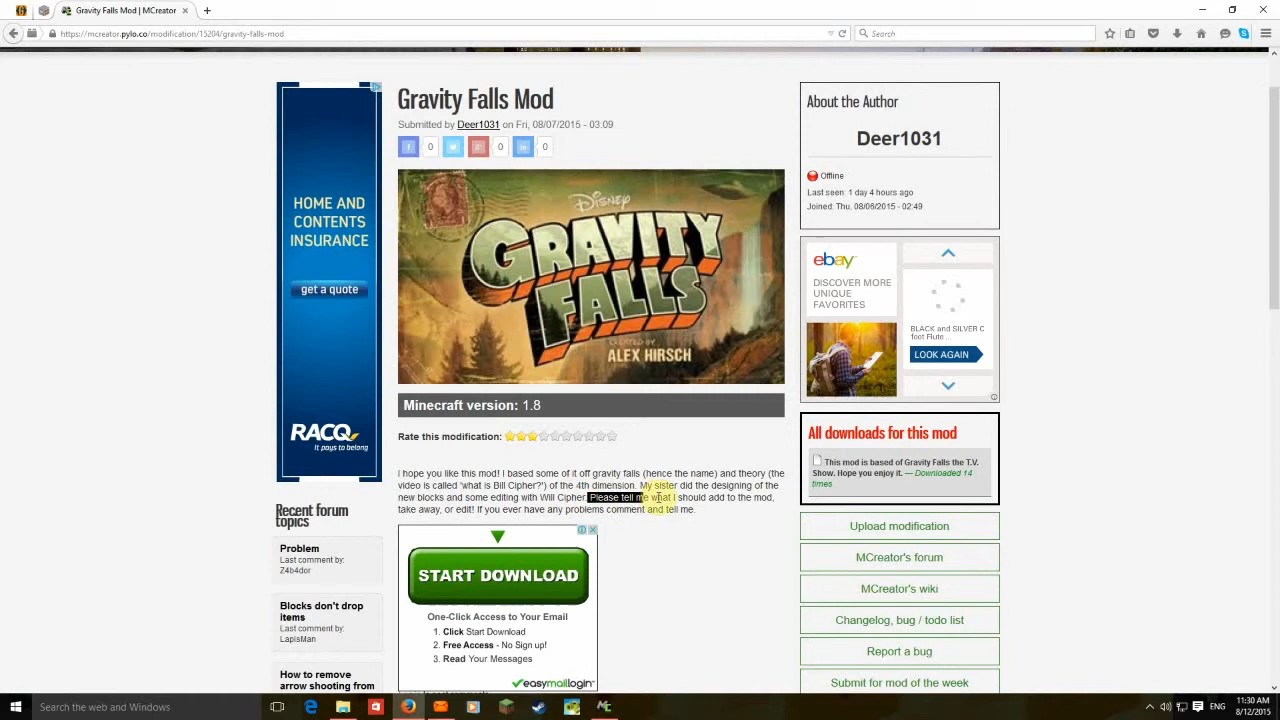 Gravity Falls Mod | MCreator
https://mcreator.pylo.co/modification/15204/gravity-falls-mod
Search
HOME AND
CONTENTS
INSURANCE
get a quote
RACQ
It pays to belong
Recent forum
topics
Problem
Last comment by:
Z4b4dor
Blocks don't drop
items
Last comment by:
LapisMan
How to remove
arrow shooting from
Gravity Falls Mod
Submitted by Deer1031 on Fri, 08/07/2015 - 03:09
0 0 0
DISNEY
GRAVITY
FALLS
CREATED BY
ALEX HIRSCH
Minecraft version: 1.8
Rate this modification:
I hope you like this mod! I based some of it off gravity falls (hence the name) and theory (the
video is called 'what is Bill Cipher?') of the 4th dimension. My sister did the designing of the
new blocks and some editing with Will Cipher. Please tell me what I should add to the mod,
take away, or edit! If you ever have any problems comment and tell me.
START DOWNLOAD
One-Click Access to Your Email
1. Click Start Download
2. Free Access - No Sign up!
3. Read Your Messages
easymaillogin
About the Author
Deer1031
Offline
Last seen: 1 day 4 hours ago
Joined: Thu, 08/06/2015 - 02:49
ebay
DISCOVER MORE
UNIQUE
FAVORITES
BLACK and SILVER C
foot Flute...
LOOK AGAIN
All downloads for this mod
This mod is based of Gravity Falls the T.V.
Show. Hope you enjoy it. — Downloaded 14
times
Upload modification
MCreator's forum
MCreator's wiki
Changelog, bug / todo list
Report a bug
Submit for mod of the week
Search the web and Windows
ENG
11:30 AM
8/12/2015